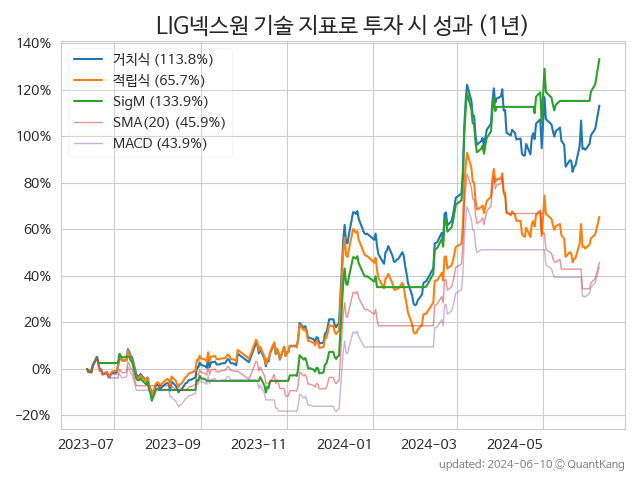 LIG넥스원 기술 지표로 투자 시 성과 (1년)
140%
120%
100%
80%
60%
40%
20%
0%
−20%
거치식 (113.8%)
적립식 (65.7%)
SigM (133.9%)
SMA(20) (45.9%)
MACD (43.9%)
2023-07 2023-09 2023-11 2024-01 2024-03 2024-05
updated: 2024-06-10 © QuantKang